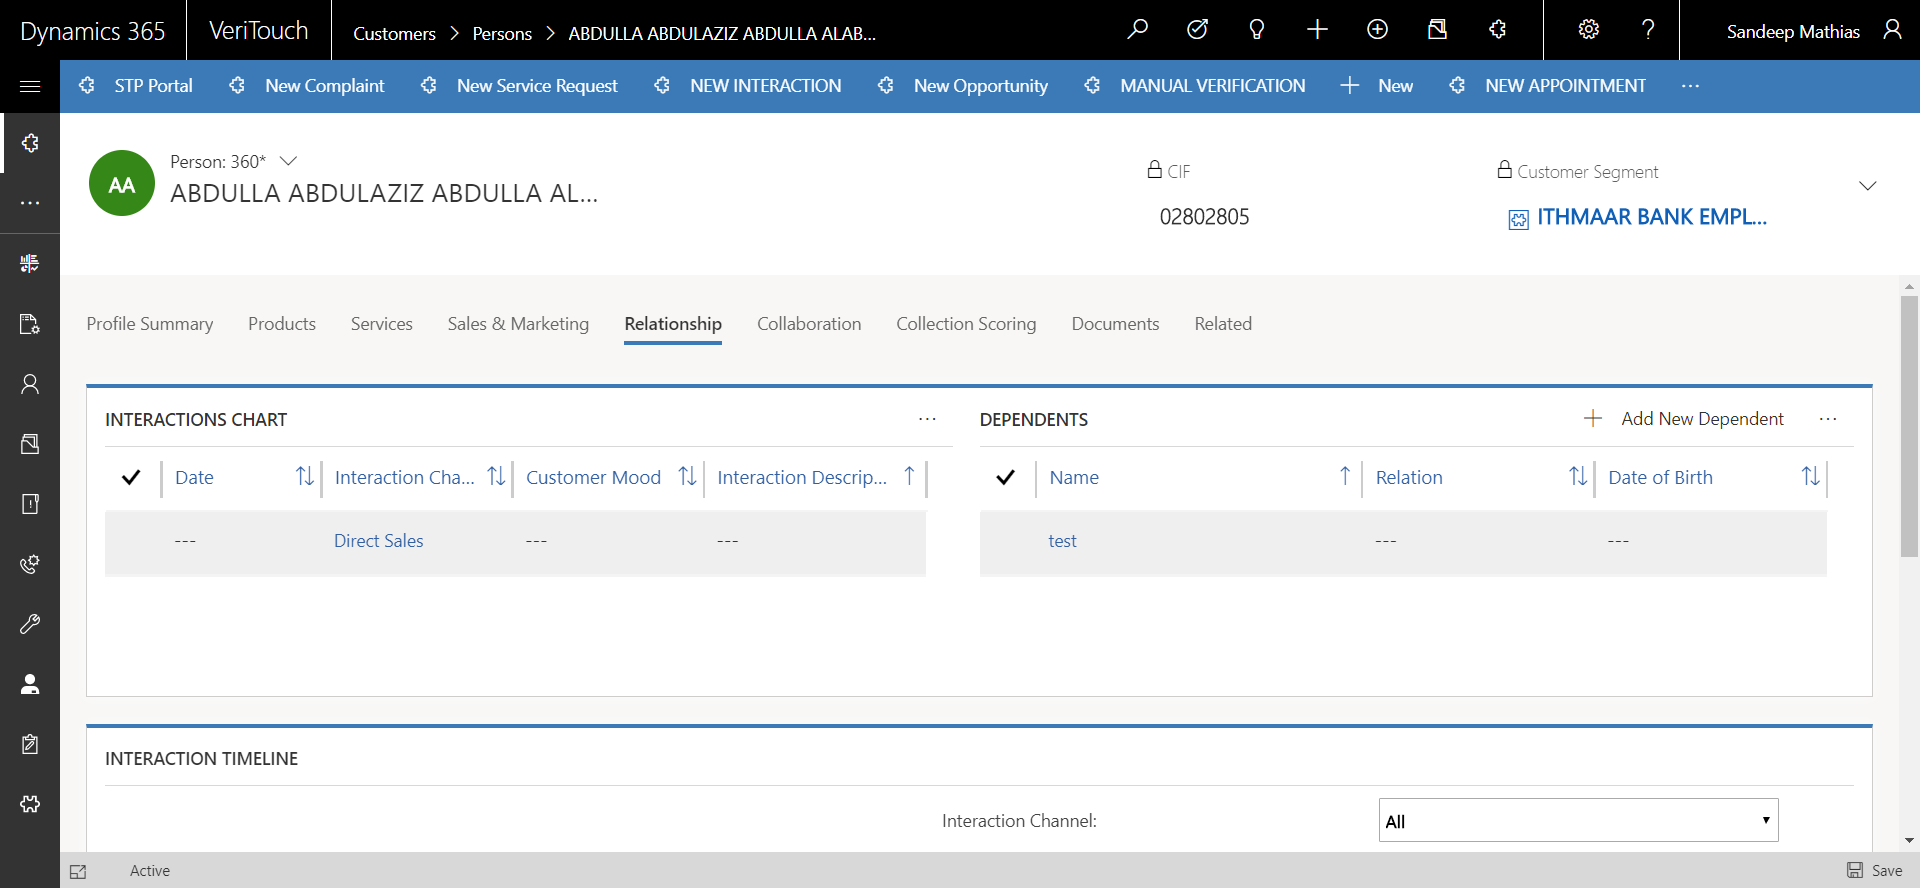 Dynamics 365 VeriTouch Customers > Persons > ABDULLA ABDULAZIZ ABDULLA ALAB... ? Sandeep Mathias
STP Portal New Complaint New Service Request NEW INTERACTION New Opportunity MANUAL VERIFICATION New NEW APPOINTMENT ...
Person: 360*
AA
ABDULLA ABDULAZIZ ABDULLA AL...
CIF
02802805
Customer Segment
ITHMAAR BANK EMPL...
Profile Summary Products Services Sales & Marketing Relationship Collaboration Collection Scoring Documents Related
INTERACTIONS CHART ...
Date Interaction Cha... Customer Mood Interaction Descrip...
--- Direct Sales --- ---
DEPENDENTS + Add New Dependent ...
Name Relation Date of Birth
test --- ---
INTERACTION TIMELINE
Interaction Channel: All
Active Save